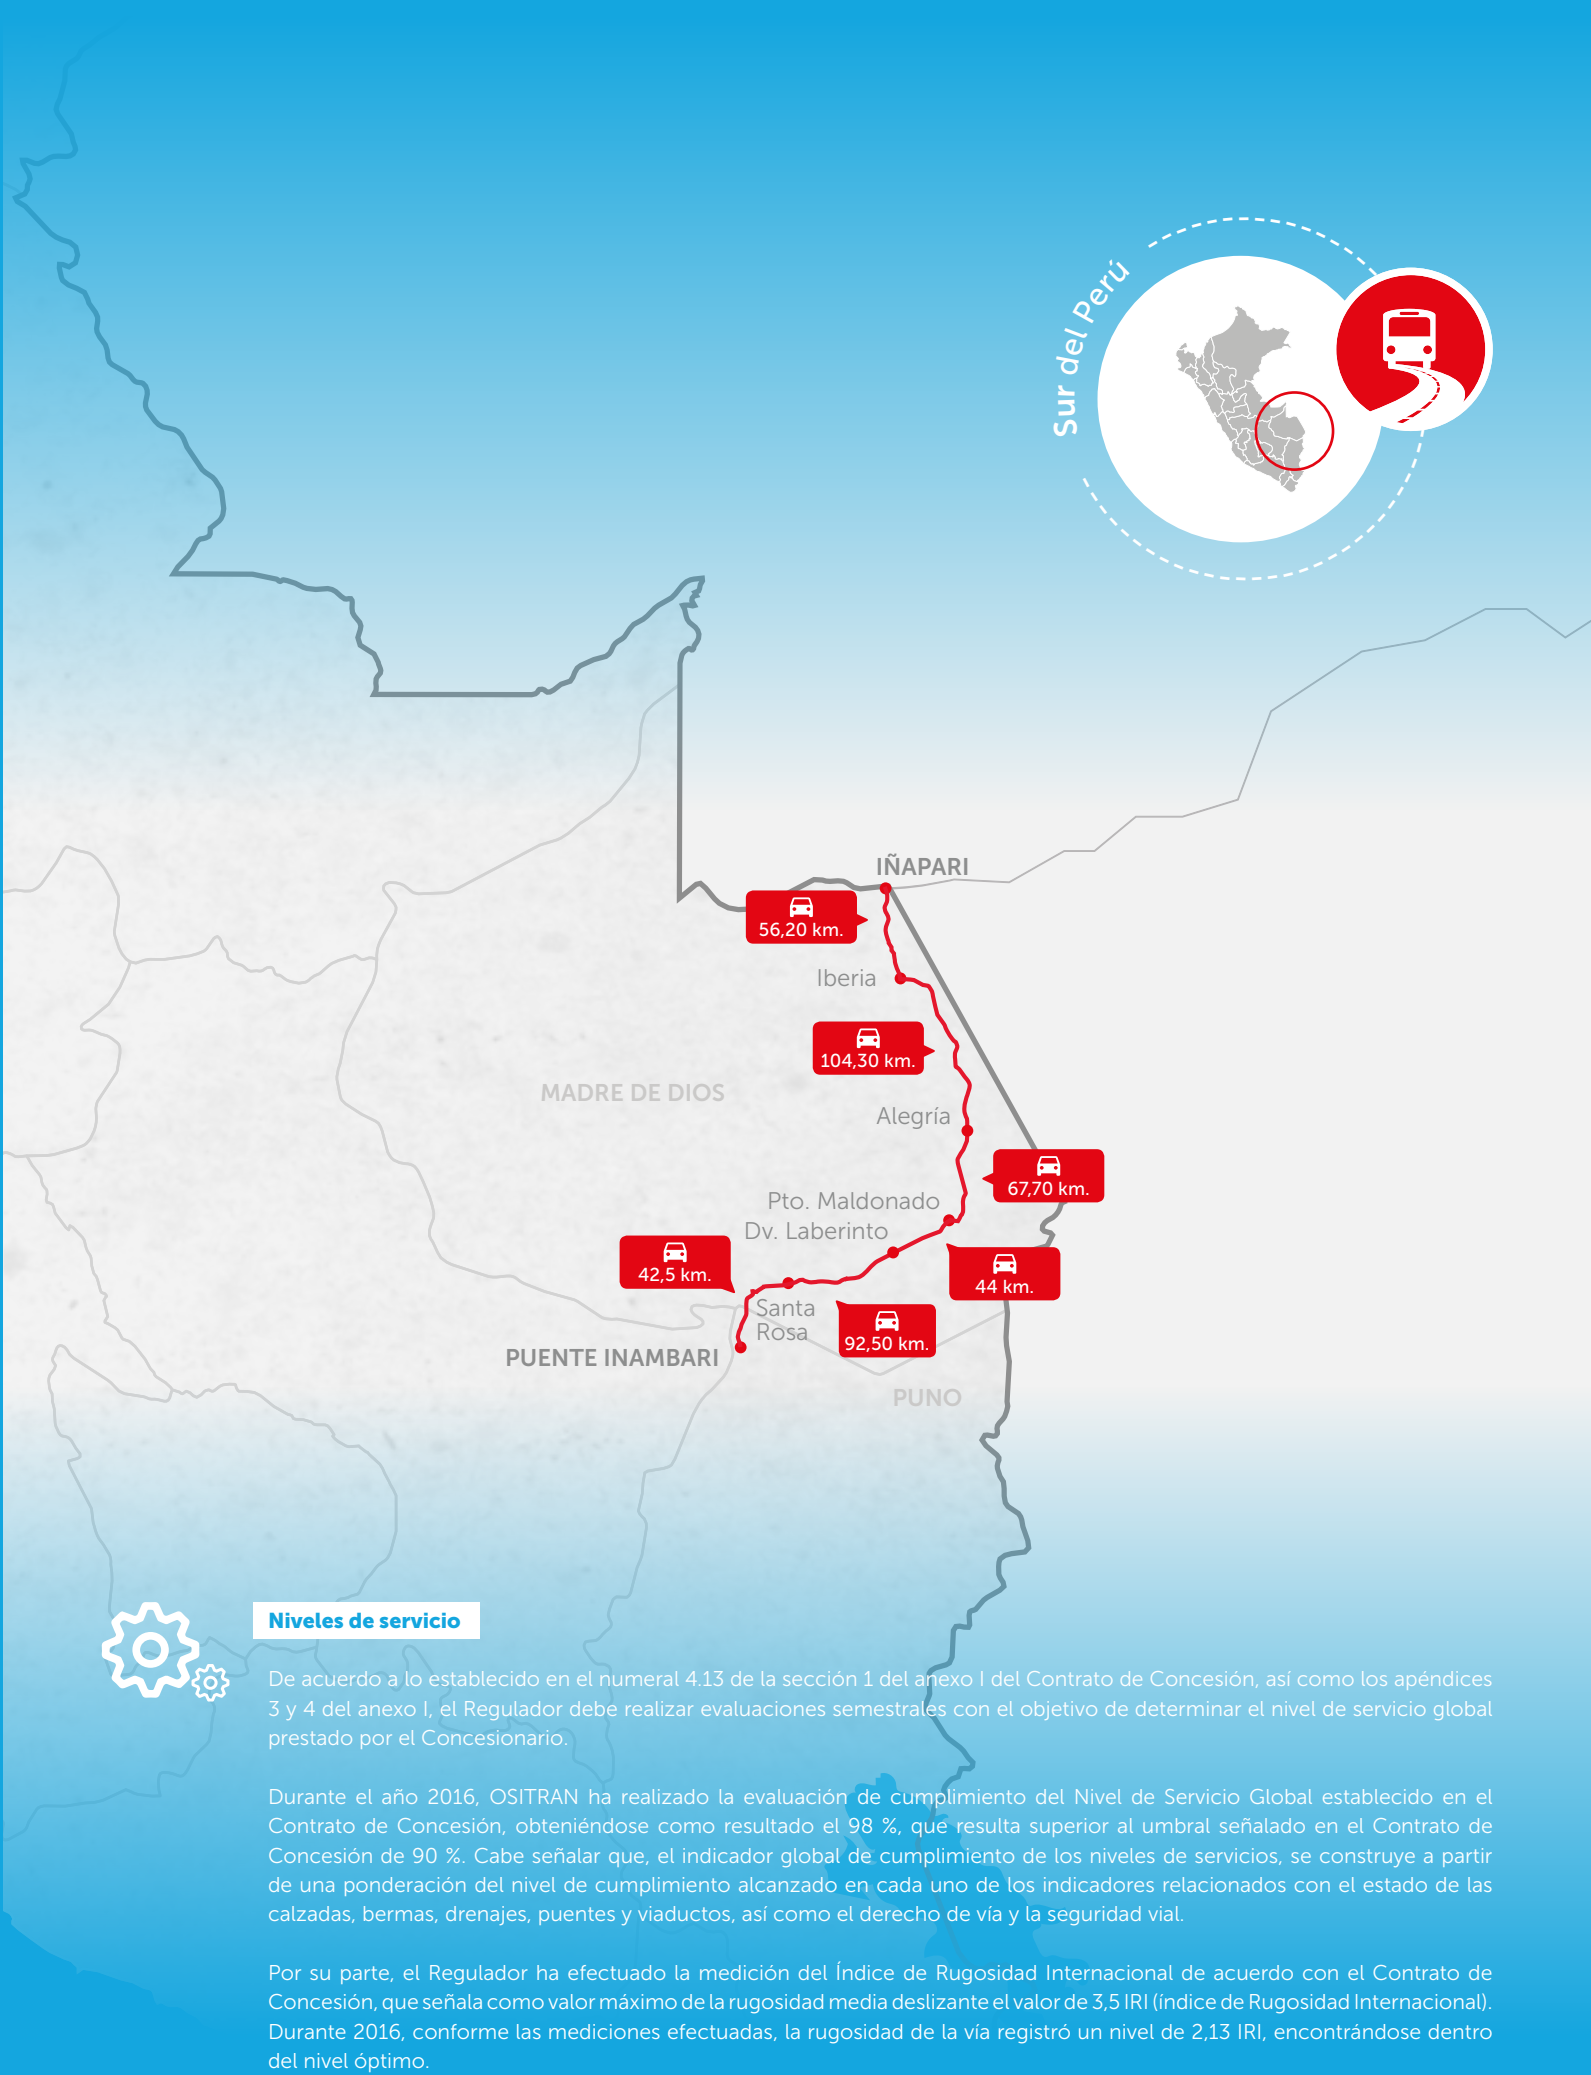 Sur del Perú
IÑAPARI
56,20 km.
Iberia
104,30 km.
MADRE DE DIOS
Alegría
67,70 km.
Pto. Maldonado
Dv. Laberinto
42,5 km.
44 km.
Santa
Rosa
92,50 km.
PUENTE INAMBARI
PUNO
Niveles de servicio
De acuerdo a lo establecido en el numeral 4.13 de la sección 1 del anexo I del Contrato de Concesión, así como los apéndices
3 y 4 del anexo I, el Regulador debe realizar evaluaciones semestrales con el objetivo de determinar el nivel de servicio global
prestado por el Concesionario.
Durante el año 2016, OSITRAN ha realizado la evaluación de cumplimiento del Nivel de Servicio Global establecido en el
Contrato de Concesión, obteniéndose como resultado el 98 %, que resulta superior al umbral señalado en el Contrato de
Concesión de 90 %. Cabe señalar que, el indicador global de cumplimiento de los niveles de servicios, se construye a partir
de una ponderación del nivel de cumplimiento alcanzado en cada uno de los indicadores relacionados con el estado de las
calzadas, bermas, drenajes, puentes y viaductos, así como el derecho de vía y la seguridad vial.
Por su parte, el Regulador ha efectuado la medición del Índice de Rugosidad Internacional de acuerdo con el Contrato de
Concesión, que señala como valor máximo de la rugosidad media deslizante el valor de 3,5 IRI (índice de Rugosidad Internacional).
Durante 2016, conforme las mediciones efectuadas, la rugosidad de la vía registró un nivel de 2,13 IRI, encontrándose dentro
del nivel óptimo.